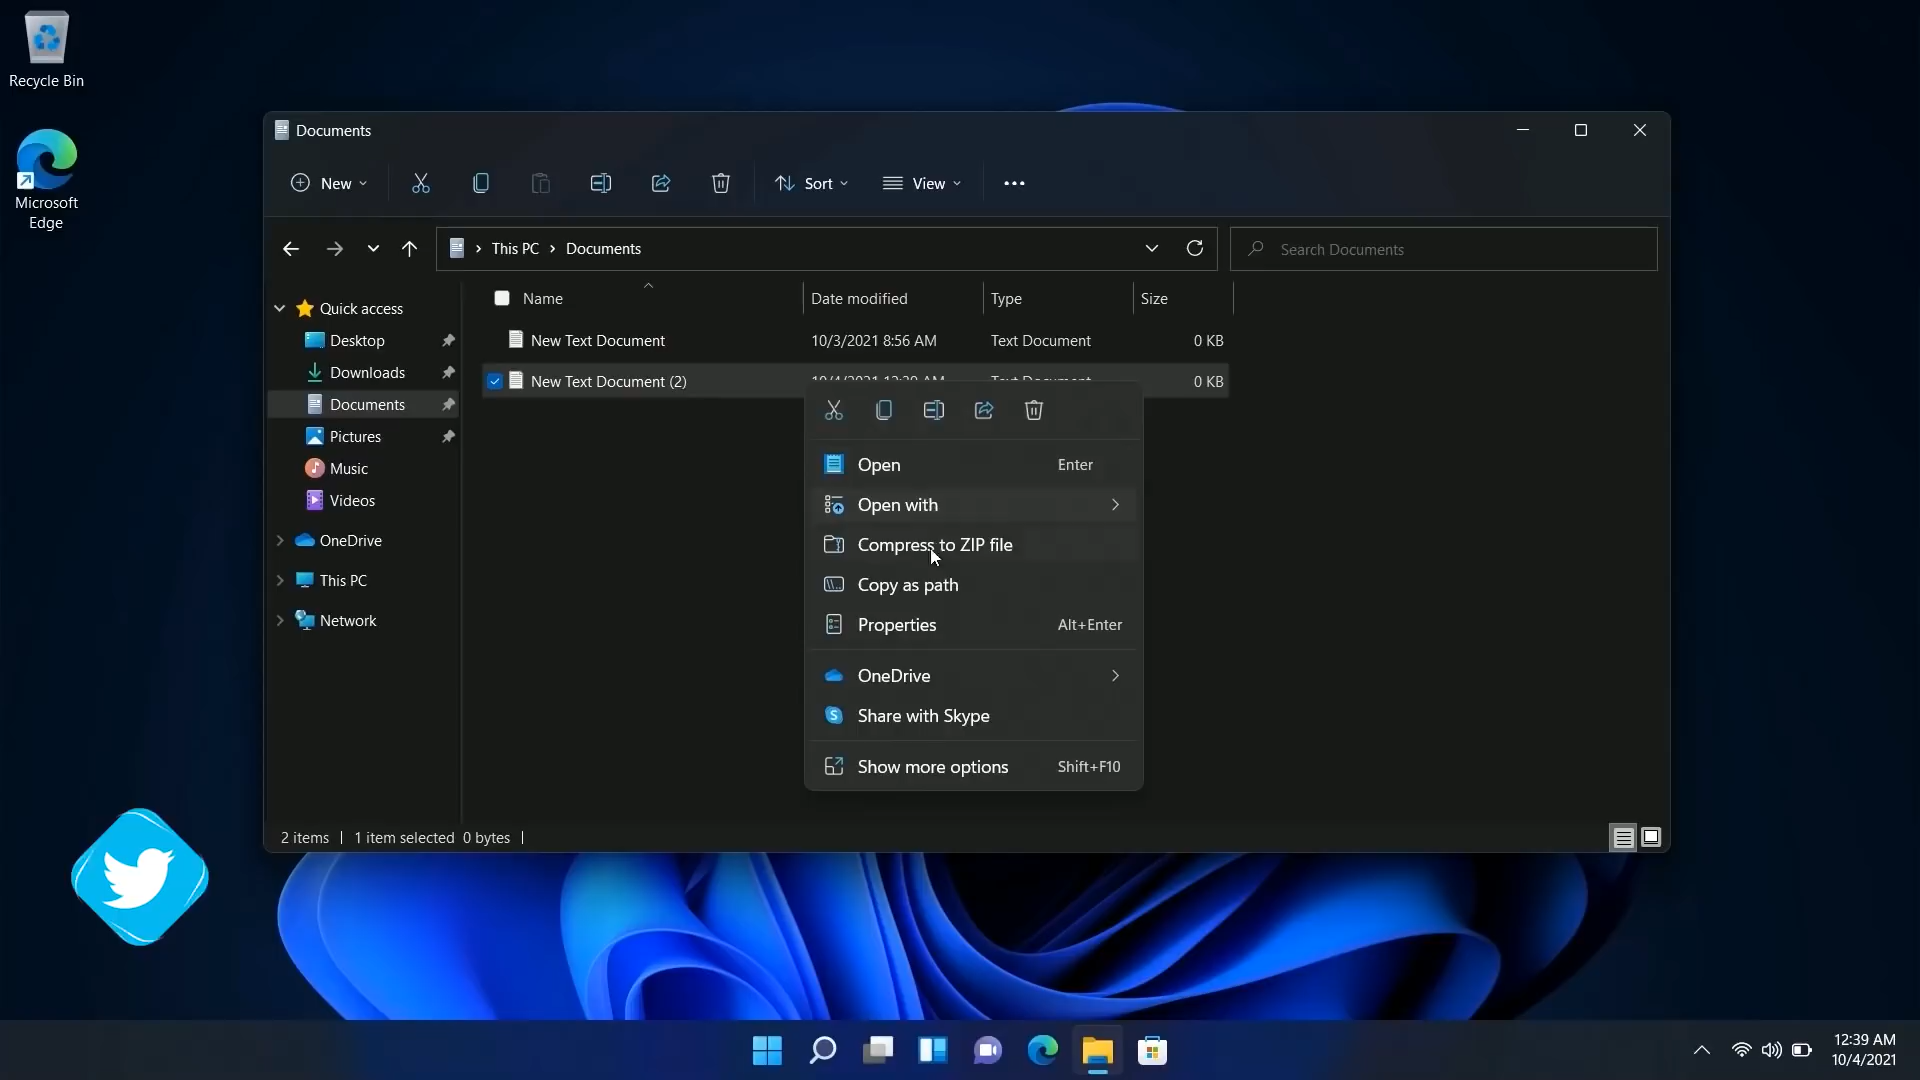 Recycle Bin
Microsoft
Edge
Documents
New
Sort
View
This PC
Documents
Search Documents
Quick access
Desktop
Downloads
Documents
Pictures
Music
Videos
OneDrive
This PC
Network
Name Date modified Type Size
New Text Document 10/3/2021 8:56 AM Text Document 0 KB
New Text Document (2) 10/4/2021 12:39 AM Text Document 0 KB
Open Enter
Open with
Compress to ZIP file
Copy as path
Properties Alt+Enter
OneDrive
Share with Skype
Show more options Shift+F10
2 items 1 item selected 0 bytes
12:39 AM
10/4/2021